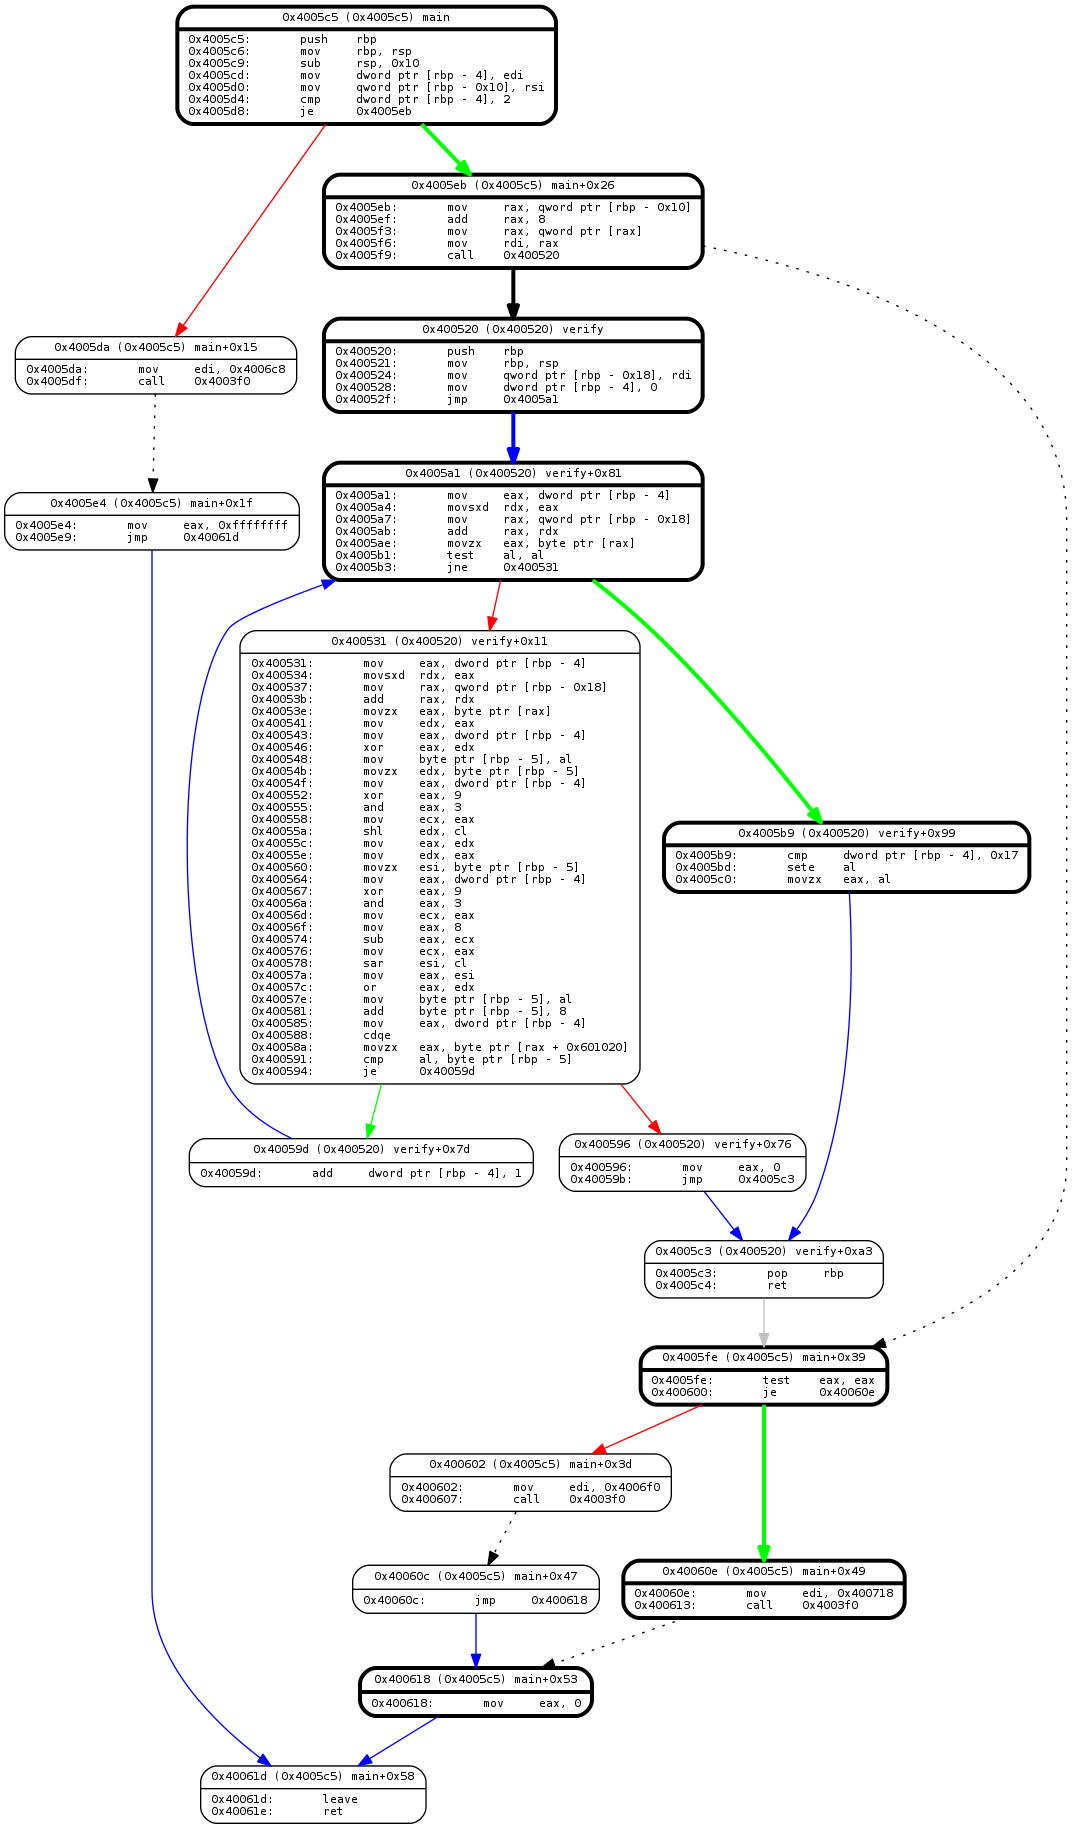 0x4005c5 (0x4005c5) main
0x4005c5: push rbp
0x4005c6: mov rbp, rsp
0x4005c9: sub rsp, 0x10
0x4005cd: mov dword ptr [rbp - 4], edi
0x4005d0: mov qword ptr [rbp - 0x10], rsi
0x4005d4: cmp dword ptr [rbp - 4], 2
0x4005d8: je 0x4005eb
0x4005eb (0x4005c5) main+0x26
0x4005eb: mov rax, qword ptr [rbp - 0x10]
0x4005ef: add rax, 8
0x4005f3: mov rax, qword ptr [rax]
0x4005f6: mov rdi, rax
0x4005f9: call 0x400520
0x400520 (0x400520) verify
0x400520: push rbp
0x400521: mov rbp, rsp
0x400524: mov qword ptr [rbp - 0x18], rdi
0x400528: mov dword ptr [rbp - 4], 0
0x40052f: jmp 0x4005a1
0x4005da (0x4005c5) main+0x15
0x4005da: mov edi, 0x4006c8
0x4005df: call 0x4003f0
0x4005a1 (0x400520) verify+0x81
0x4005a1: mov eax, dword ptr [rbp - 4]
0x4005a4: movsxd rdx, eax
0x4005a7: mov rax, qword ptr [rbp - 0x18]
0x4005ab: add rax, rdx
0x4005ae: movzx eax, byte ptr [rax]
0x4005b1: test al, al
0x4005b3: jne 0x400531
0x4005e4 (0x4005c5) main+0x1f
0x4005e4: mov eax, 0xffffffff
0x4005e9: jmp 0x40061d
0x400531 (0x400520) verify+0x11
0x400531: mov eax, dword ptr [rbp - 4]
0x400534: movsxd rdx, eax
0x400537: mov rax, qword ptr [rbp - 0x18]
0x40053b: add rax, rdx
0x40053e: movzx eax, byte ptr [rax]
0x400541: mov edx, eax
0x400543: mov eax, dword ptr [rbp - 4]
0x400546: xor eax, edx
0x400548: mov byte ptr [rbp - 5], al
0x40054b: movzx edx, byte ptr [rbp - 5]
0x40054f: mov eax, dword ptr [rbp - 4]
0x400552: xor eax, 9
0x400555: and eax, 3
0x400558: mov ecx, eax
0x40055a: shl edx, cl
0x40055c: mov eax, edx
0x40055e: mov edx, eax
0x400560: movzx esi, byte ptr [rbp - 5]
0x400564: mov eax, dword ptr [rbp - 4]
0x400567: xor eax, 9
0x40056a: and eax, 3
0x40056d: mov ecx, eax
0x40056f: mov eax, 8
0x400574: sub eax, ecx
0x400576: mov ecx, eax
0x400578: sar esi, cl
0x40057a: mov eax, esi
0x40057c: or eax, edx
0x40057e: mov byte ptr [rbp - 5], al
0x400581: add byte ptr [rbp - 5], 8
0x400585: mov eax, dword ptr [rbp - 4]
0x400588: cdqe
0x40058a: movzx eax, byte ptr [rax + 0x601020]
0x400591: cmp al, byte ptr [rbp - 5]
0x400594: je 0x40059d
0x4005b9 (0x400520) verify+0x99
0x4005b9: cmp dword ptr [rbp - 4], 0x17
0x4005bd: sete al
0x4005c0: movzx eax, al
0x40059d (0x400520) verify+0x7d
0x40059d: add dword ptr [rbp - 4], 1
0x400596 (0x400520) verify+0x76
0x400596: mov eax, 0
0x40059b: jmp 0x4005c3
0x4005c3 (0x400520) verify+0xa3
0x4005c3: pop rbp
0x4005c4: ret
0x4005fe (0x4005c5) main+0x39
0x4005fe: test eax, eax
0x400600: je 0x40060e
0x400602 (0x4005c5) main+0x3d
0x400602: mov edi, 0x4006f0
0x400607: call 0x4003f0
0x40060c (0x4005c5) main+0x47
0x40060c: jmp 0x400618
0x40060e (0x4005c5) main+0x49
0x40060e: mov edi, 0x400718
0x400613: call 0x4003f0
0x400618 (0x4005c5) main+0x53
0x400618: mov eax, 0
0x40061d (0x4005c5) main+0x58
0x40061d: leave
0x40061e: ret